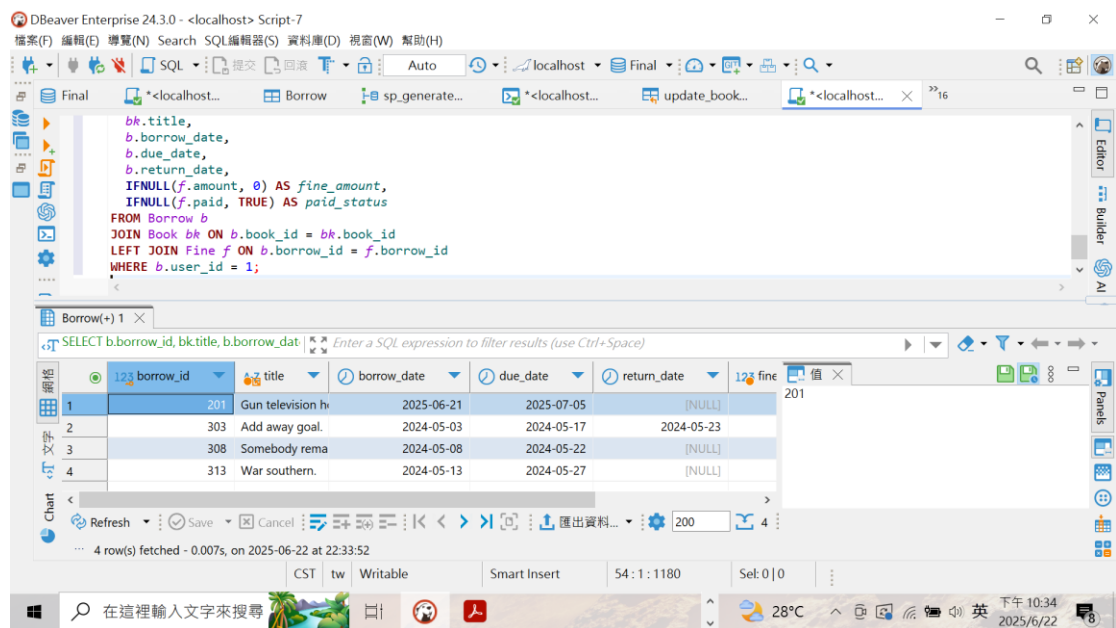 DBeaver Enterprise 24.3.0 - <localhost> Script-7
檔案(F) 編輯(E) 導覽(N) Search SQL編輯器(S) 資料庫(D) 視窗(W) 幫助(H)
SQL 提交 回滾 Auto localhost Final
Final *<localhost... Borrow sp_generate... *<localhost... update_book... *<localhost... »16
bk.title,
b.borrow_date,
b.due_date,
b.return_date,
IFNULL(f.amount, 0) AS fine_amount,
IFNULL(f.paid, TRUE) AS paid_status
FROM Borrow b
JOIN Book bk ON b.book_id = bk.book_id
LEFT JOIN Fine f ON b.borrow_id = f.borrow_id
WHERE b.user_id = 1;
Editor
Builder
AI
Borrow(+) 1
SELECT b.borrow_id, bk.title, b.borrow_dat Enter a SQL expression to filter results (use Ctrl+Space)
網格
文字
Chart
123 borrow_id A-Z title borrow_date due_date return_date 123 fine
1 201 Gun television h 2025-06-21 2025-07-05 [NULL]
2 303 Add away goal. 2024-05-03 2024-05-17 2024-05-23
3 308 Somebody rema 2024-05-08 2024-05-22 [NULL]
4 313 War southern. 2024-05-13 2024-05-27 [NULL]
值
201
Panels
Refresh Save Cancel 匯出資料... 200 4
4 row(s) fetched - 0.007s, on 2025-06-22 at 22:33:52
CST tw Writable Smart Insert 54 : 1 : 1180 Sel: 0 | 0
在這裡輸入文字來搜尋 28°C 英 下午 10:34
2025/6/22 8